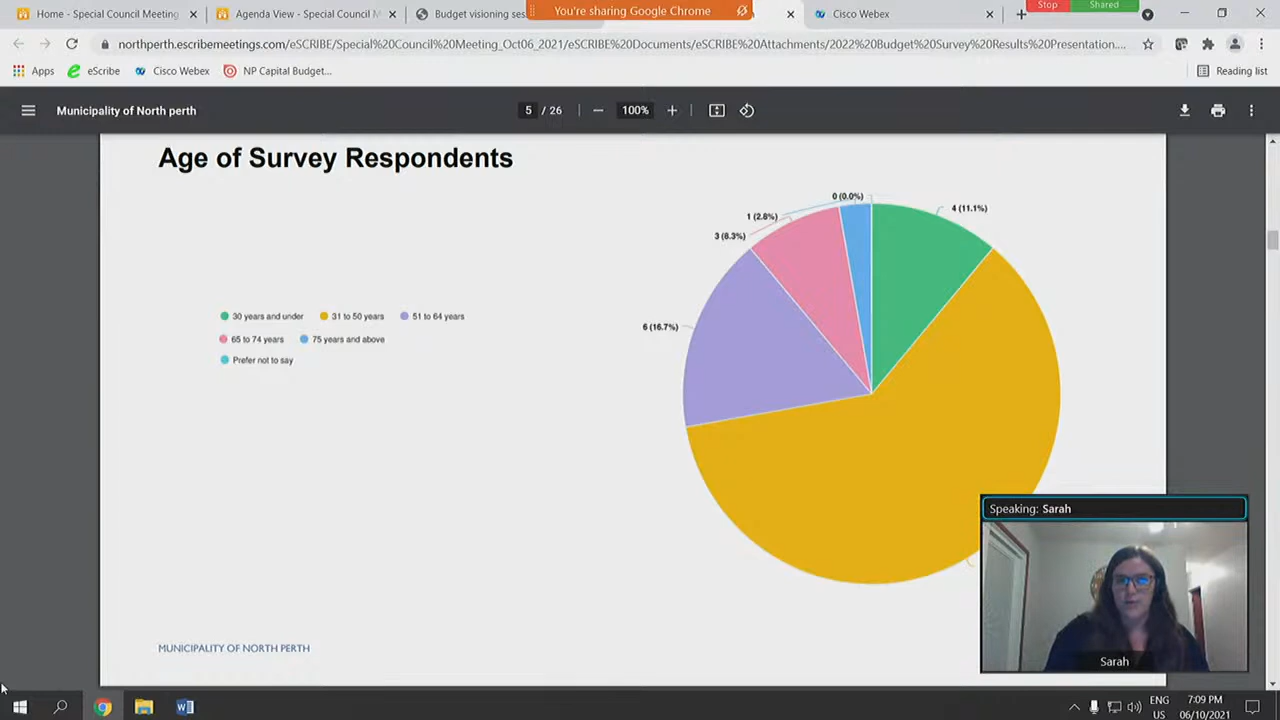 Home - Special Council Meeting
Agenda View - Special Council M
Budget visioning ses
You're sharing Google Chrome
Cisco Webex
Stop
Shared
northperth.escribemeetings.com/eSCRIBE/Special%20Council%20Meeting_Oct06_2021/eSCRIBE%20Documents/eSCRIBE%20Attachments/2022%20Budget%20Survey%20Results%20Presentation....
Apps
eScribe
Cisco Webex
NP Capital Budget...
Reading list
Municipality of North perth
5 / 26
100%
Age of Survey Respondents
0 (0.0%)
4 (11.1%)
1 (2.8%)
3 (8.3%)
6 (16.7%)
30 years and under
31 to 50 years
51 to 64 years
65 to 74 years
75 years and above
Prefer not to say
Speaking: Sarah
Sarah
MUNICIPALITY OF NORTH PERTH
ENG
US
7:09 PM
06/10/2021